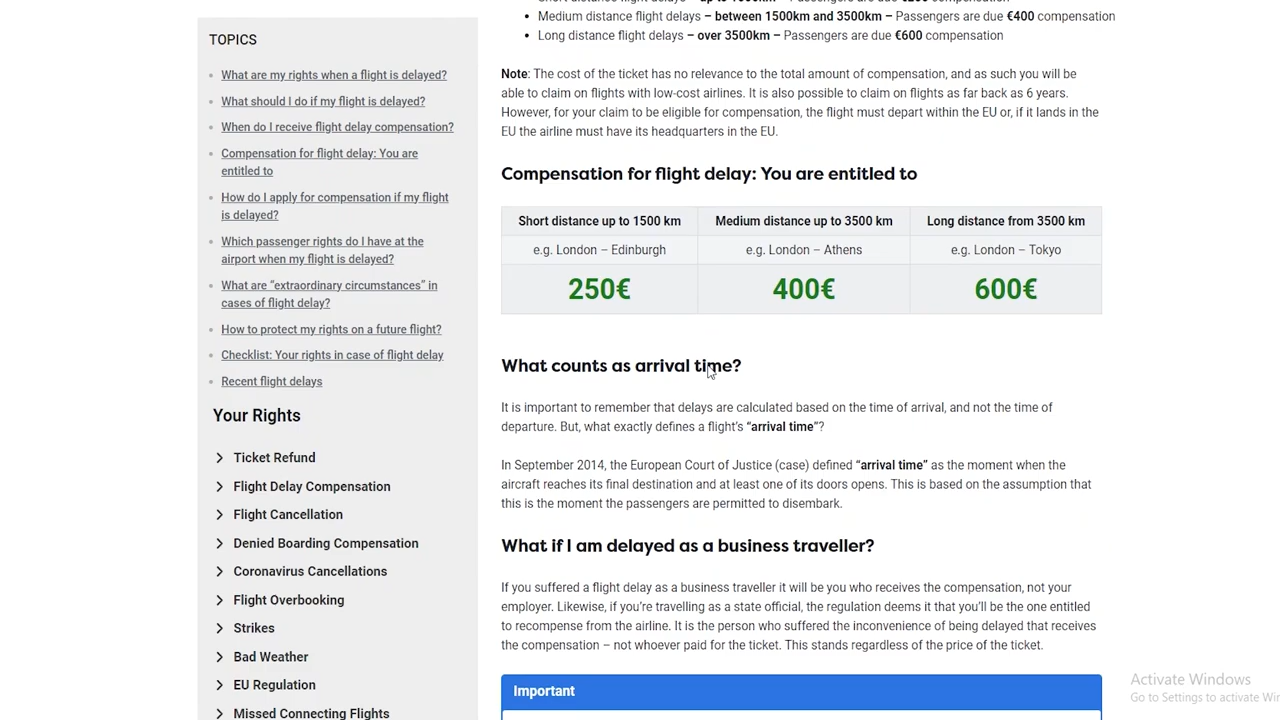 TOPICS
What are my rights when a flight is delayed?
What should I do if my flight is delayed?
When do I receive flight delay compensation?
Compensation for flight delay: You are
entitled to
How do I apply for compensation if my flight
is delayed?
Which passenger rights do I have at the
airport when my flight is delayed?
What are “extraordinary circumstances” in
cases of flight delay?
How to protect my rights on a future flight?
Checklist: Your rights in case of flight delay
Recent flight delays
Your Rights
Ticket Refund
Flight Delay Compensation
Flight Cancellation
Denied Boarding Compensation
Coronavirus Cancellations
Flight Overbooking
Strikes
Bad Weather
EU Regulation
Missed Connecting Flights
Medium distance flight delays – between 1500km and 3500km – Passengers are due €400 compensation
Long distance flight delays – over 3500km – Passengers are due €600 compensation
Note: The cost of the ticket has no relevance to the total amount of compensation, and as such you will be
able to claim on flights with low-cost airlines. It is also possible to claim on flights as far back as 6 years.
However, for your claim to be eligible for compensation, the flight must depart within the EU or, if it lands in the
EU the airline must have its headquarters in the EU.
Compensation for flight delay: You are entitled to
Short distance up to 1500 km Medium distance up to 3500 km Long distance from 3500 km
e.g. London – Edinburgh e.g. London – Athens e.g. London – Tokyo
250€ 400€ 600€
What counts as arrival time?
It is important to remember that delays are calculated based on the time of arrival, and not the time of
departure. But, what exactly defines a flight’s “arrival time”?
In September 2014, the European Court of Justice (case) defined “arrival time” as the moment when the
aircraft reaches its final destination and at least one of its doors opens. This is based on the assumption that
this is the moment the passengers are permitted to disembark.
What if I am delayed as a business traveller?
If you suffered a flight delay as a business traveller it will be you who receives the compensation, not your
employer. Likewise, if you’re travelling as a state official, the regulation deems it that you’ll be the one entitled
to recompense from the airline. It is the person who suffered the inconvenience of being delayed that receives
the compensation – not whoever paid for the ticket. This stands regardless of the price of the ticket.
Important
Activate Windows
Go to Settings to activate Wi